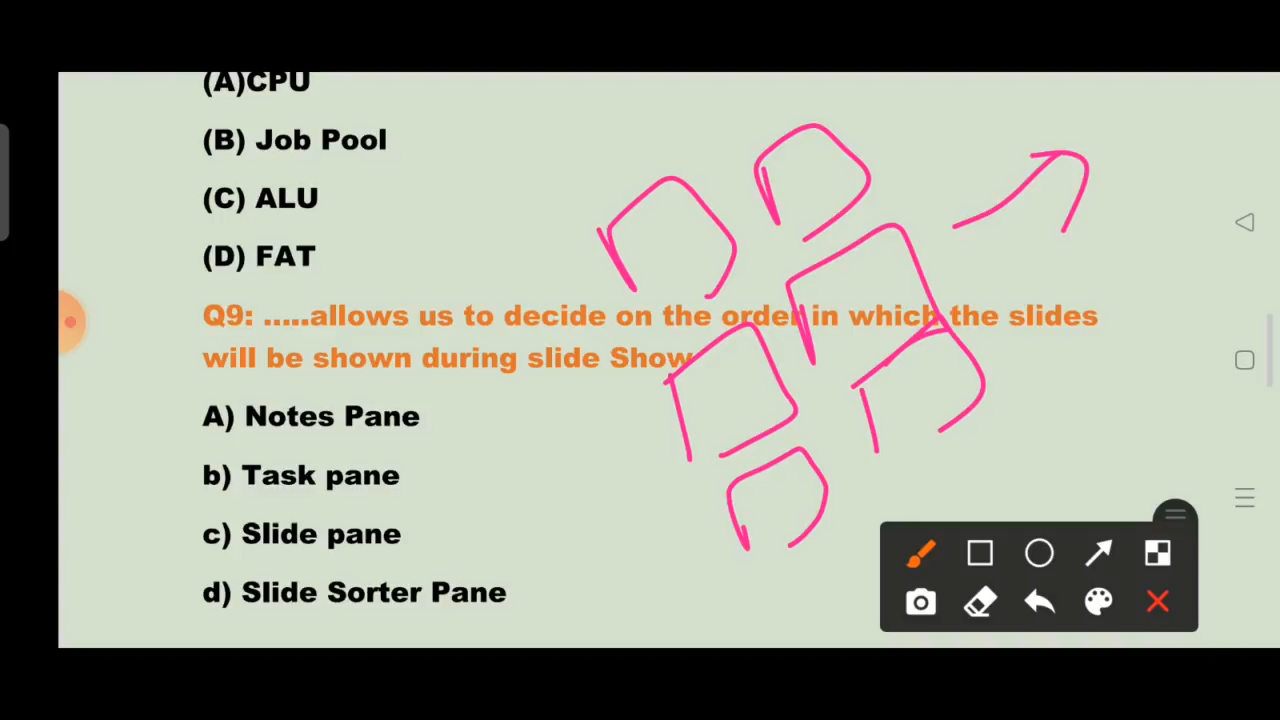 (A)CPU
(B) Job Pool
(C) ALU
(D) FAT
Q9: .....allows us to decide on the order in which the slides
will be shown during slide Show
A) Notes Pane
b) Task pane
c) Slide pane
d) Slide Sorter Pane